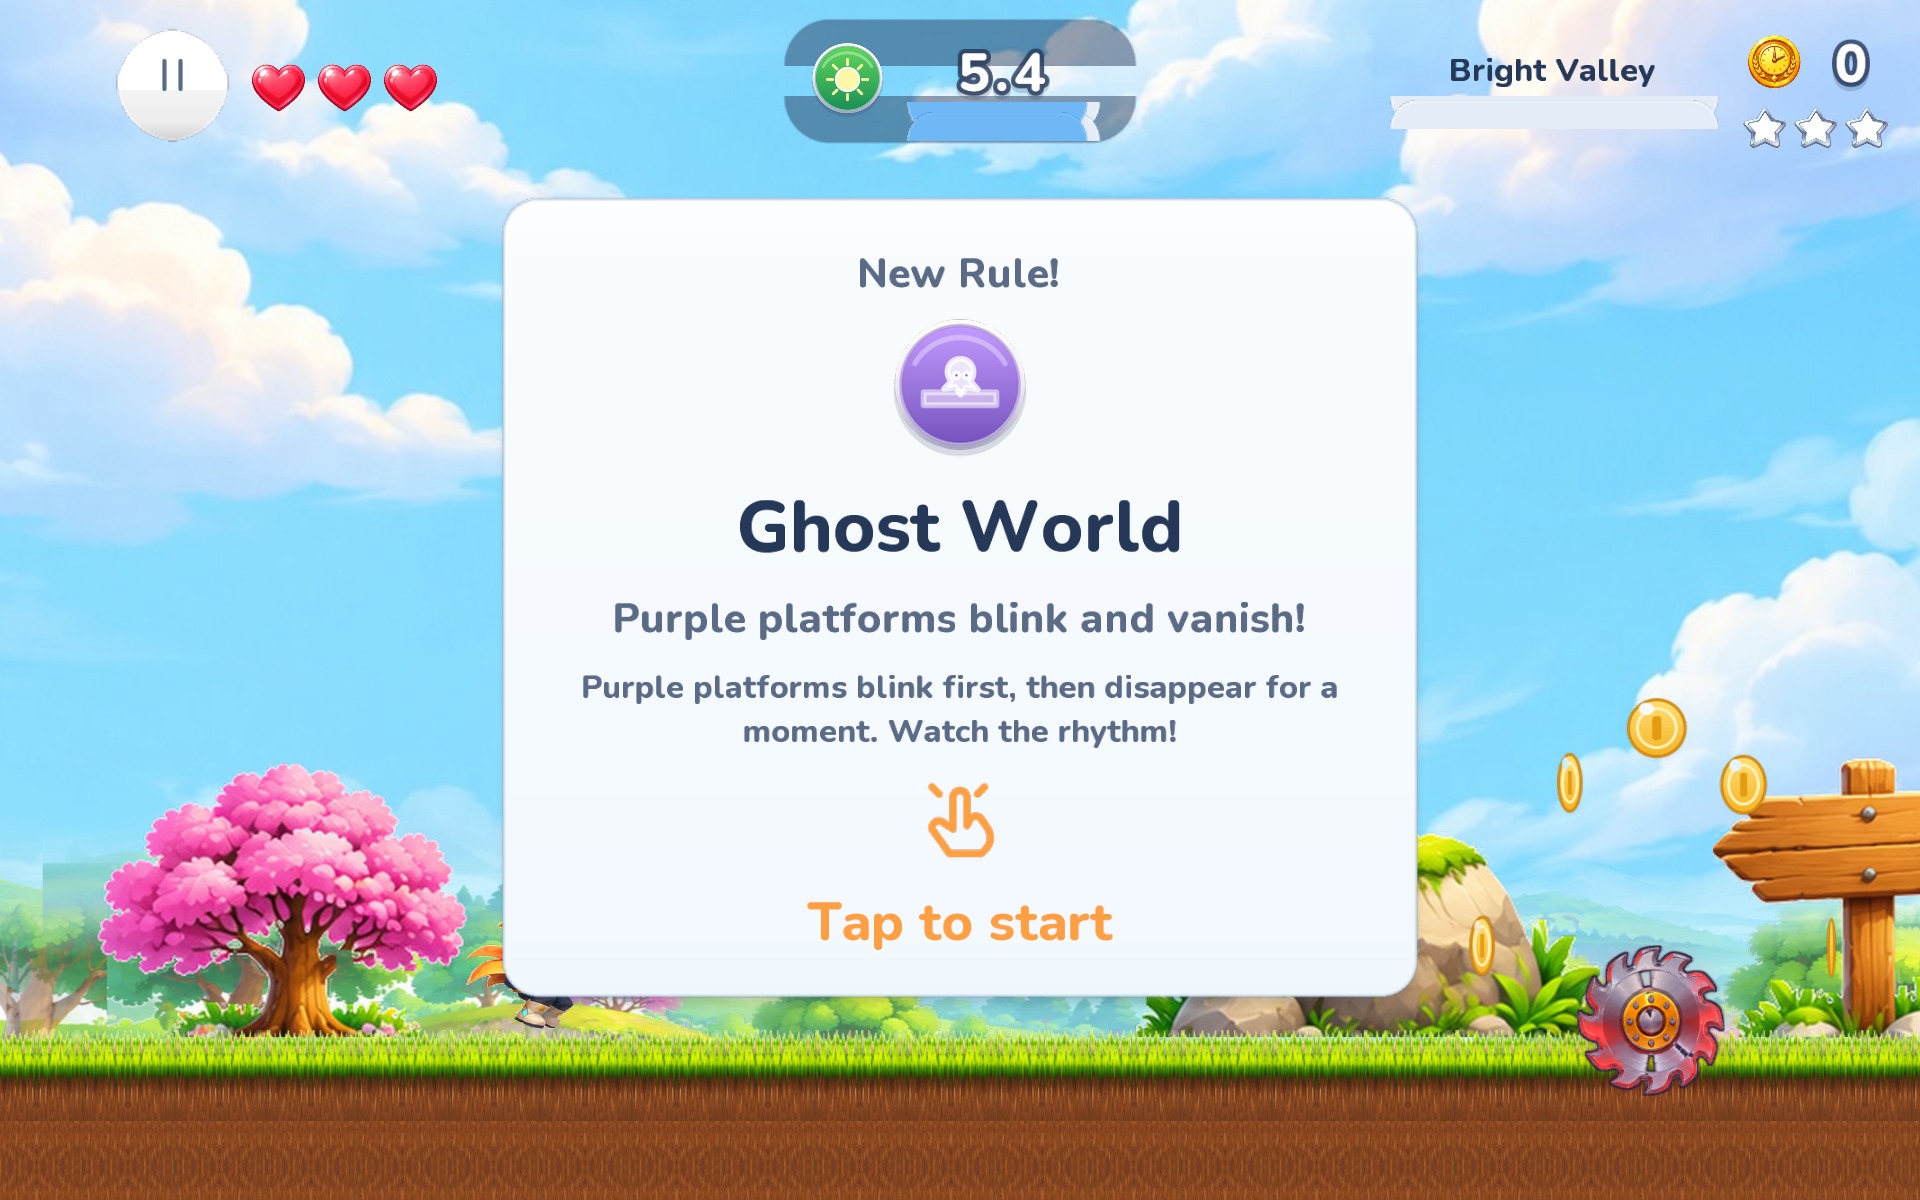 5.4
Bright Valley
0
New Rule!
Ghost World
Purple platforms blink and vanish!
Purple platforms blink first, then disappear for a
moment. Watch the rhythm!
Tap to start